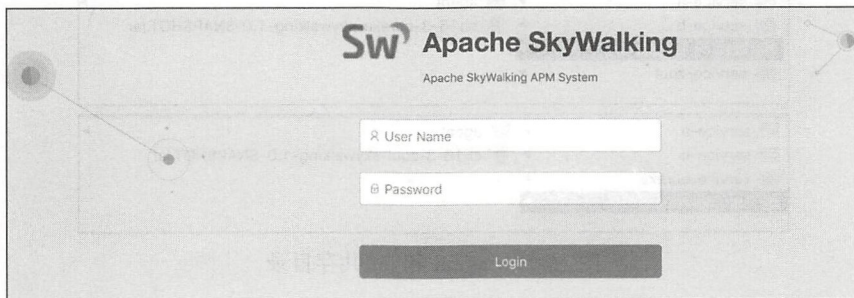 Sw
Apache SkyWalking
Apache SkyWalking APM System
User Name
Password
Login